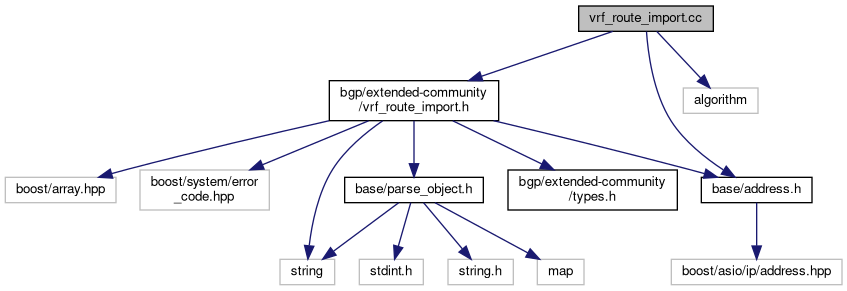 vrf_route_import.cc
bgp/extended-community
/vrf_route_import.h
algorithm
boost/array.hpp
boost/system/error
_code.hpp
base/parse_object.h
bgp/extended-community
/types.h
base/address.h
string
stdint.h
string.h
map
boost/asio/ip/address.hpp